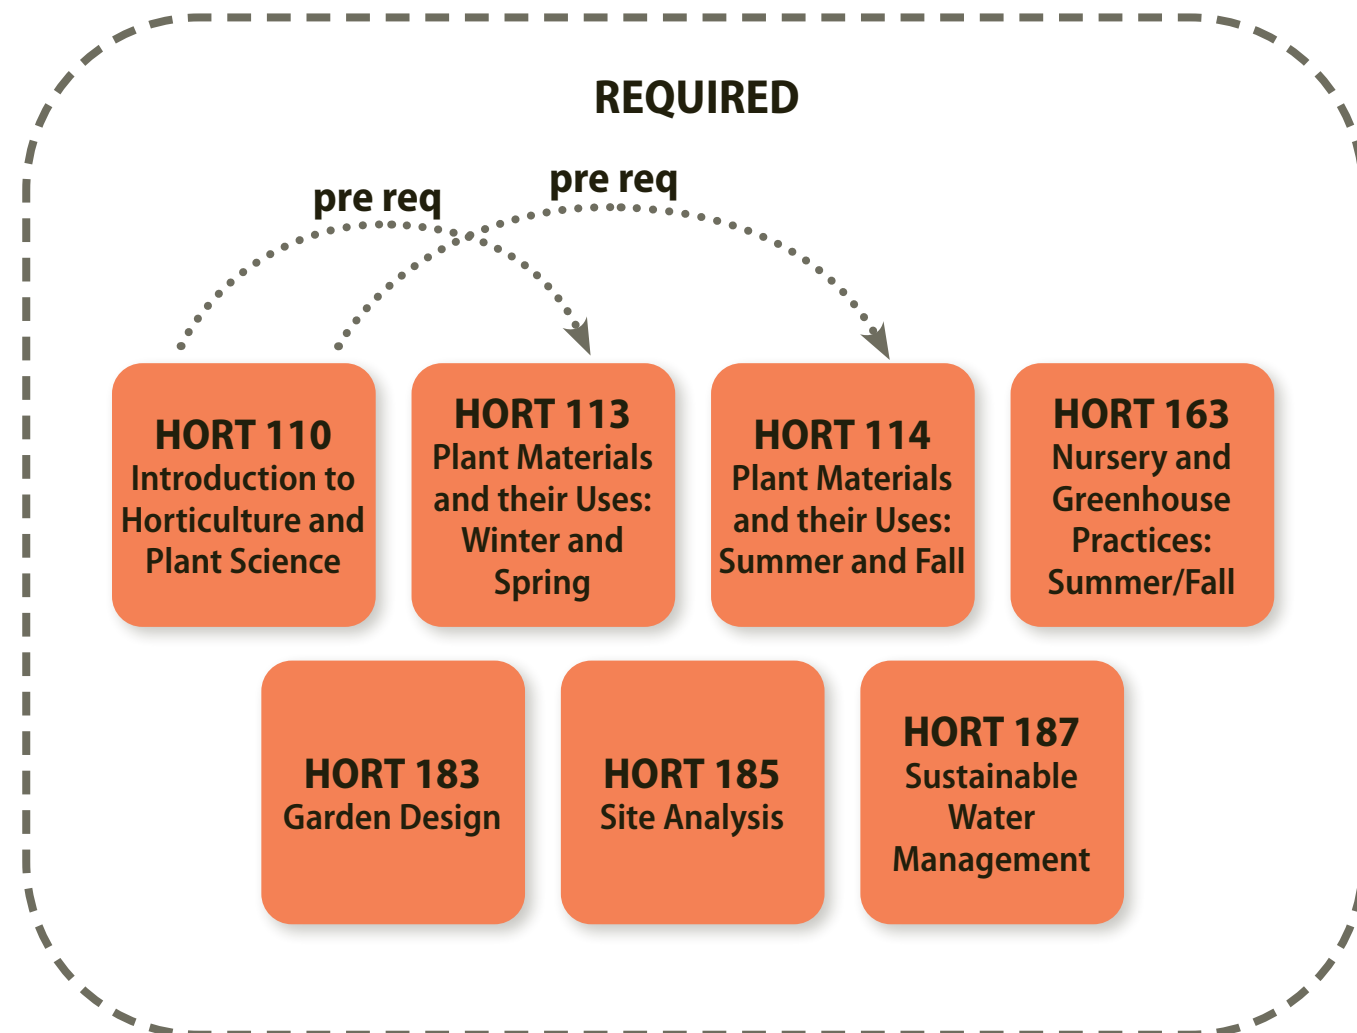 REQUIRED
pre req
pre req
HORT 110
Introduction to
Horticulture and
Plant Science
HORT 113
Plant Materials
and their Uses:
Winter and
Spring
HORT 114
Plant Materials
and their Uses:
Summer and Fall
HORT 163
Nursery and
Greenhouse
Practices:
Summer/Fall
HORT 183
Garden Design
HORT 185
Site Analysis
HORT 187
Sustainable
Water
Management